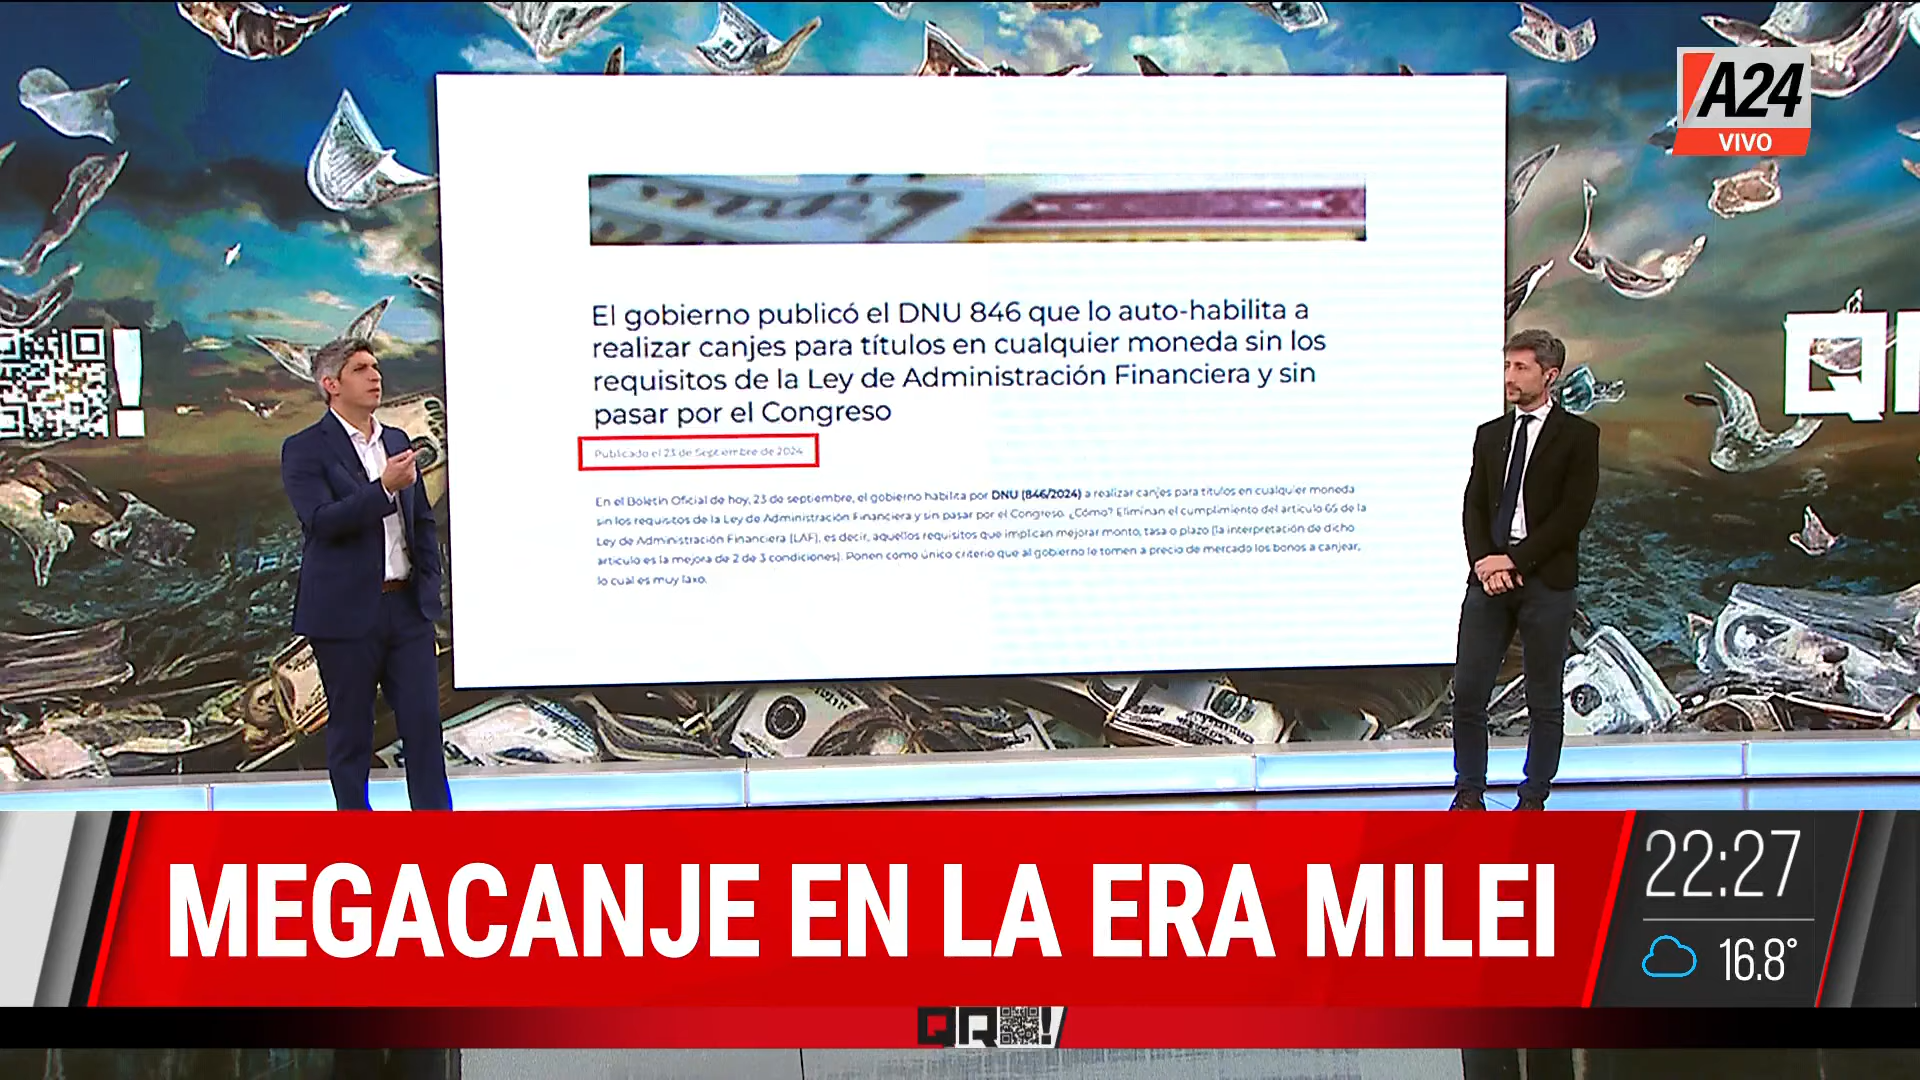 A24
VIVO
El gobierno publicó el DNU 846 que lo auto-habilita a
realizar canjes para títulos en cualquier moneda sin los
requisitos de la Ley de Administración Financiera y sin
pasar por el Congreso
Publicado el 23 de Septiembre de 2024
En el Boletín Oficial de hoy, 23 de septiembre, el gobierno habilita por DNU (846/2024) a realizar canjes para títulos en cualquier moneda
sin los requisitos de la Ley de Administración Financiera y sin pasar por el Congreso. ¿Cómo? Eliminan el cumplimiento del artículo 65 de la
Ley de Administración Financiera (LAF), es decir, aquellos requisitos que implican mejorar monto, tasa o plazo (la interpretación de dicho
artículo es la mejora de 2 de 3 condiciones). Ponen como único criterio que al gobierno le tomen a precio de mercado los bonos a canjear,
lo cual es muy laxo.
MEGACANJE EN LA ERA MILEI
22:27
16.8°
QR!